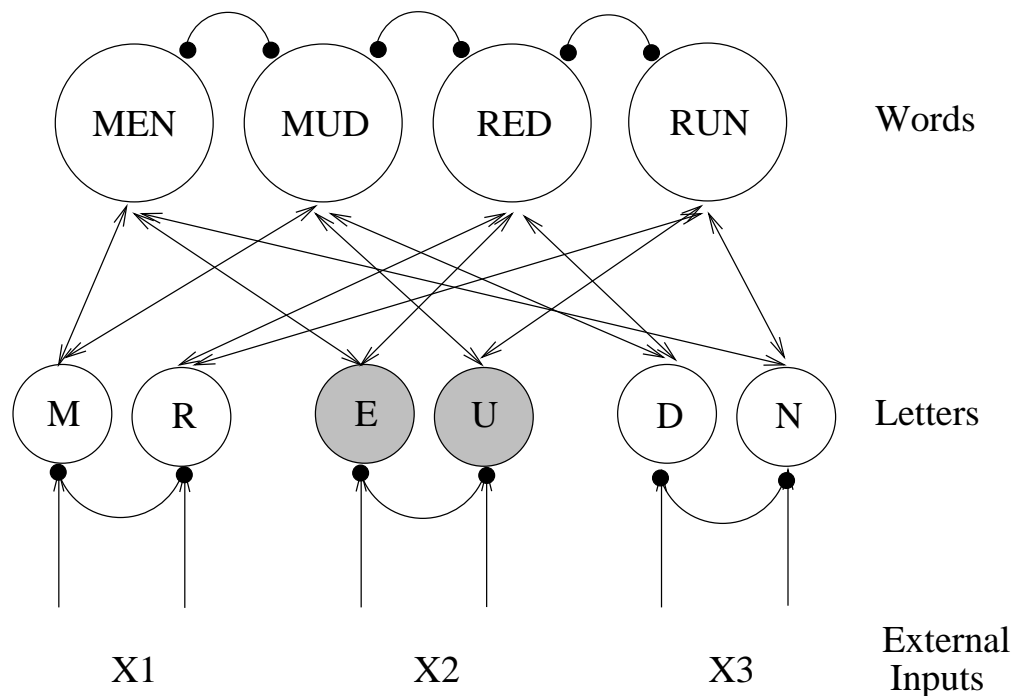 MEN MUD RED RUN Words
M R E U D N Letters
X1 X2 X3 External
Inputs